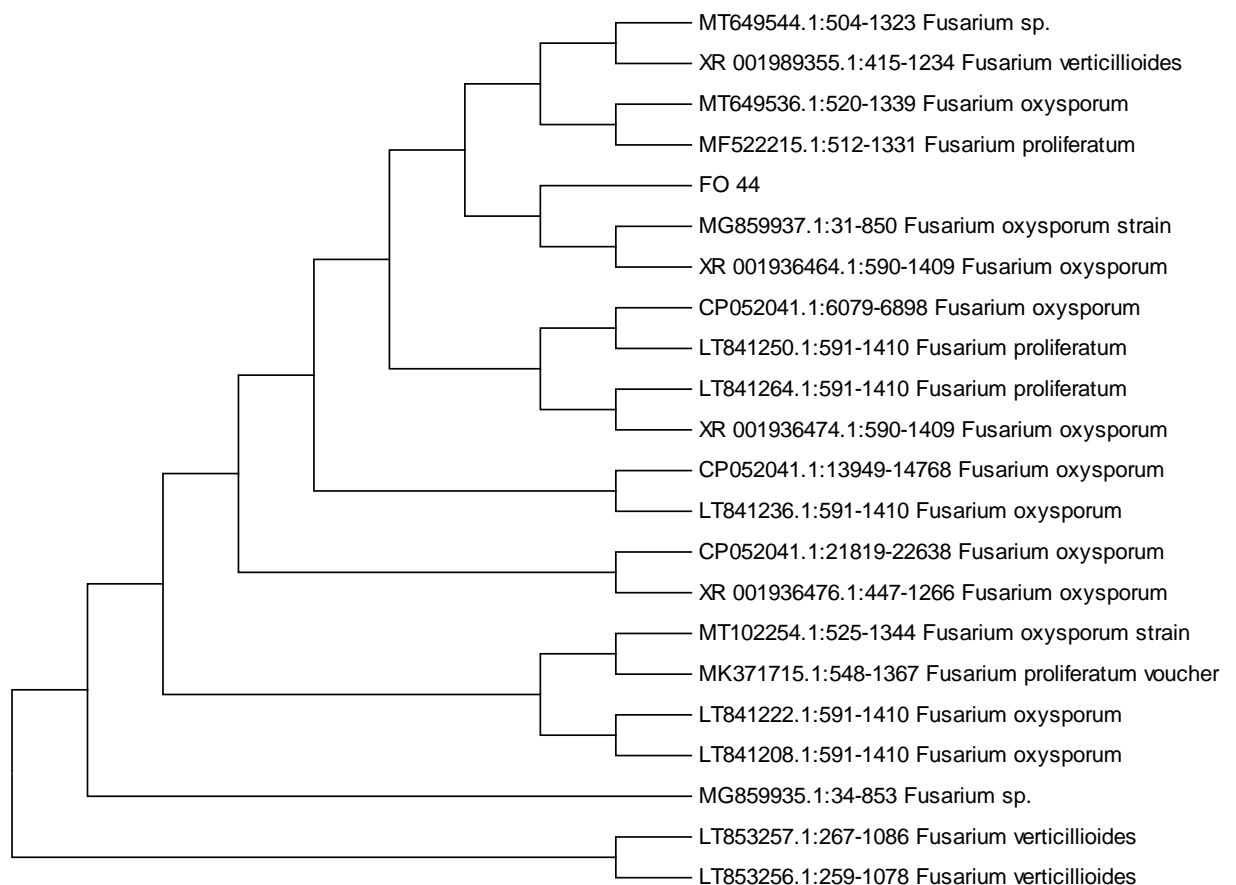 MT649544.1:504-1323 Fusarium sp.
XR 001989355.1:415-1234 Fusarium verticillioides
MT649536.1:520-1339 Fusarium oxysporum
MF522215.1:512-1331 Fusarium proliferatum
FO 44
MG859937.1:31-850 Fusarium oxysporum strain
XR 001936464.1:590-1409 Fusarium oxysporum
CP052041.1:6079-6898 Fusarium oxysporum
LT841250.1:591-1410 Fusarium proliferatum
LT841264.1:591-1410 Fusarium proliferatum
XR 001936474.1:590-1409 Fusarium oxysporum
CP052041.1:13949-14768 Fusarium oxysporum
LT841236.1:591-1410 Fusarium oxysporum
CP052041.1:21819-22638 Fusarium oxysporum
XR 001936476.1:447-1266 Fusarium oxysporum
MT102254.1:525-1344 Fusarium oxysporum strain
MK371715.1:548-1367 Fusarium proliferatum voucher
LT841222.1:591-1410 Fusarium oxysporum
LT841208.1:591-1410 Fusarium oxysporum
MG859935.1:34-853 Fusarium sp.
LT853257.1:267-1086 Fusarium verticillioides
LT853256.1:259-1078 Fusarium verticillioides